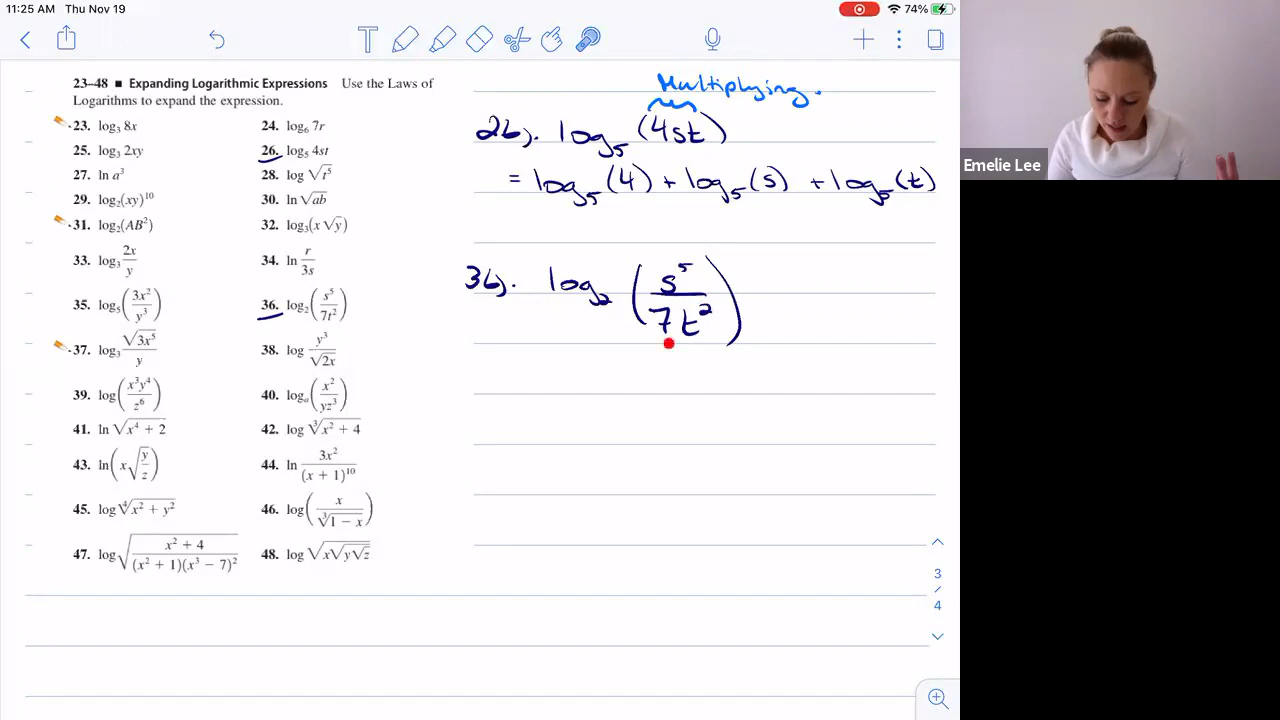 11:25 AM Thu Nov 19
74%
23–48 ■ Expanding Logarithmic Expressions Use the Laws of
Logarithms to expand the expression.
23. log₃ 8x 24. log₆ 7r
25. log₃ 2xy 26. log₅ 4st
27. ln a³ 28. log √t⁵
29. log₂(xy)¹⁰ 30. ln √ab
31. log₂(AB²) 32. log₃(x √y)
33. log₃ 2x/y 34. ln r/3s
35. log₅(3x²/y³) 36. log₂(s⁵/7t²)
37. log₃ √3x⁵/y 38. log y³/√2x
39. log(x³y⁴/z⁶) 40. logₐ(x²/yz³)
41. ln √x⁴ + 2 42. log ∛x² + 4
43. ln(x√y/z) 44. ln 3x²/(x + 1)¹⁰
45. log ∜x² + y² 46. log(x/∛1 − x)
47. log √x² + 4/(x² + 1)(x³ − 7)² 48. log √x√y√z
Multiplying.
26). log₅(4st)
= log₅(4) + log₅(s) + log₅(t)
36). log₂(s⁵/7t²)
3
/
4
Emelie Lee